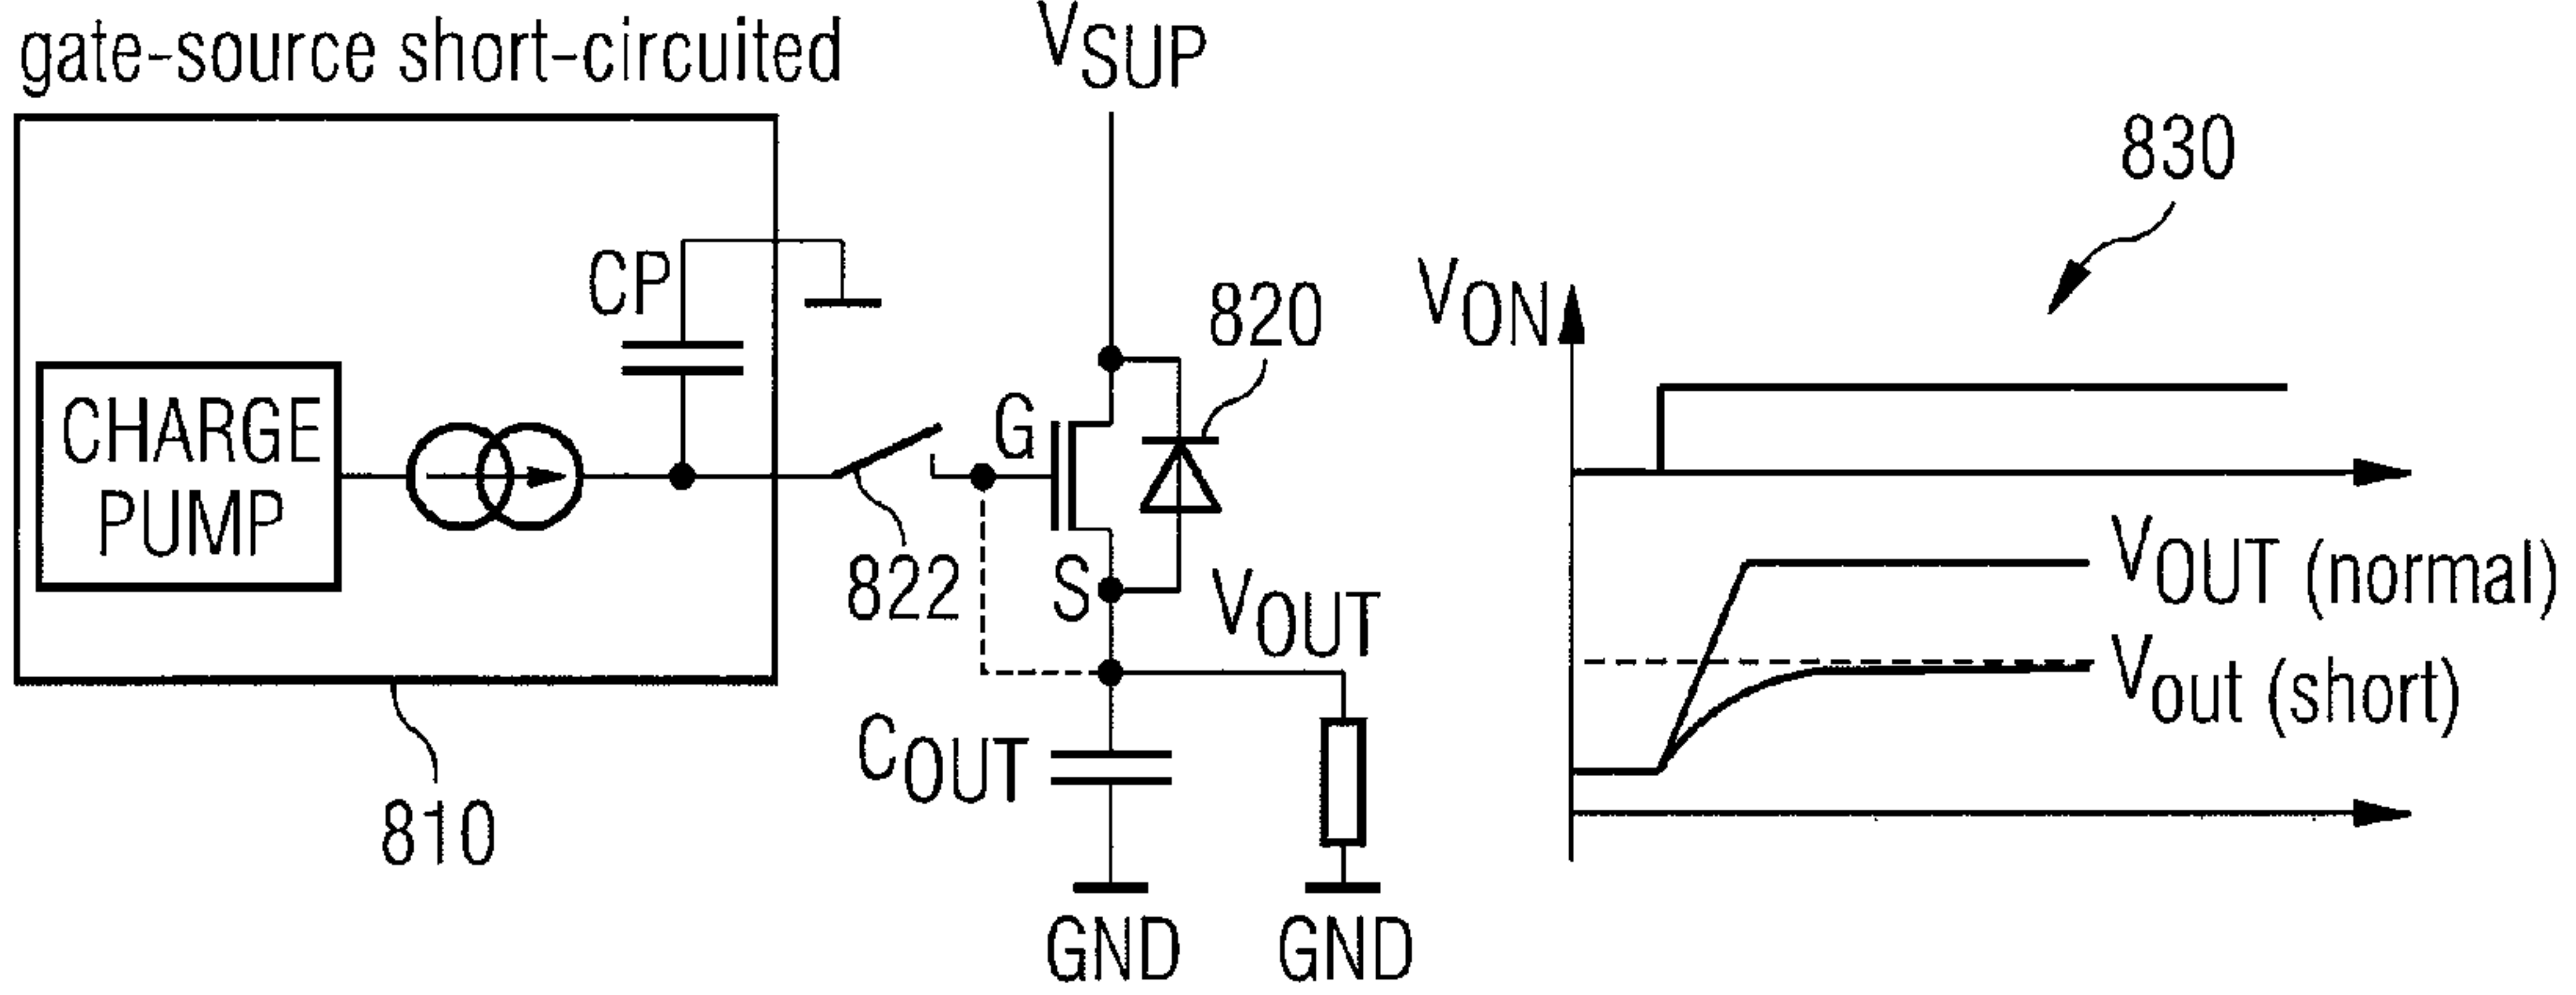 gate-source short-circuited
VSUP
830
CP
820
VON
CHARGE
PUMP
G
822
S
VOUT
VOUT (normal)
Vout (short)
COUT
810
GND
GND